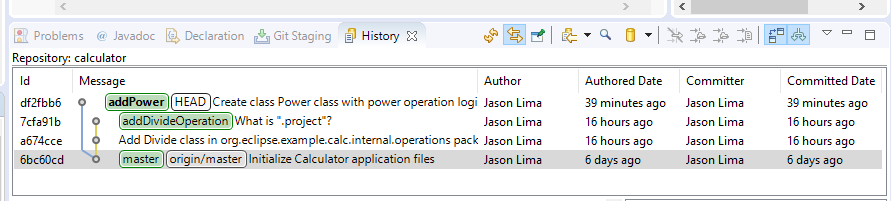 Problems @ Javadoc Declaration Git Staging History
Repository: calculator
Id Message Author Authored Date Committer Committed Date
df2fbb6 addPower HEAD Create class Power class with power operation logi Jason Lima 39 minutes ago Jason Lima 39 minutes ago
7cfa91b addDivideOperation What is ".project"? Jason Lima 16 hours ago Jason Lima 16 hours ago
a674cce Add Divide class in org.eclipse.example.calc.internal.operations pack Jason Lima 16 hours ago Jason Lima 16 hours ago
6bc60cd master origin/master Initialize Calculator application files Jason Lima 6 days ago Jason Lima 6 days ago